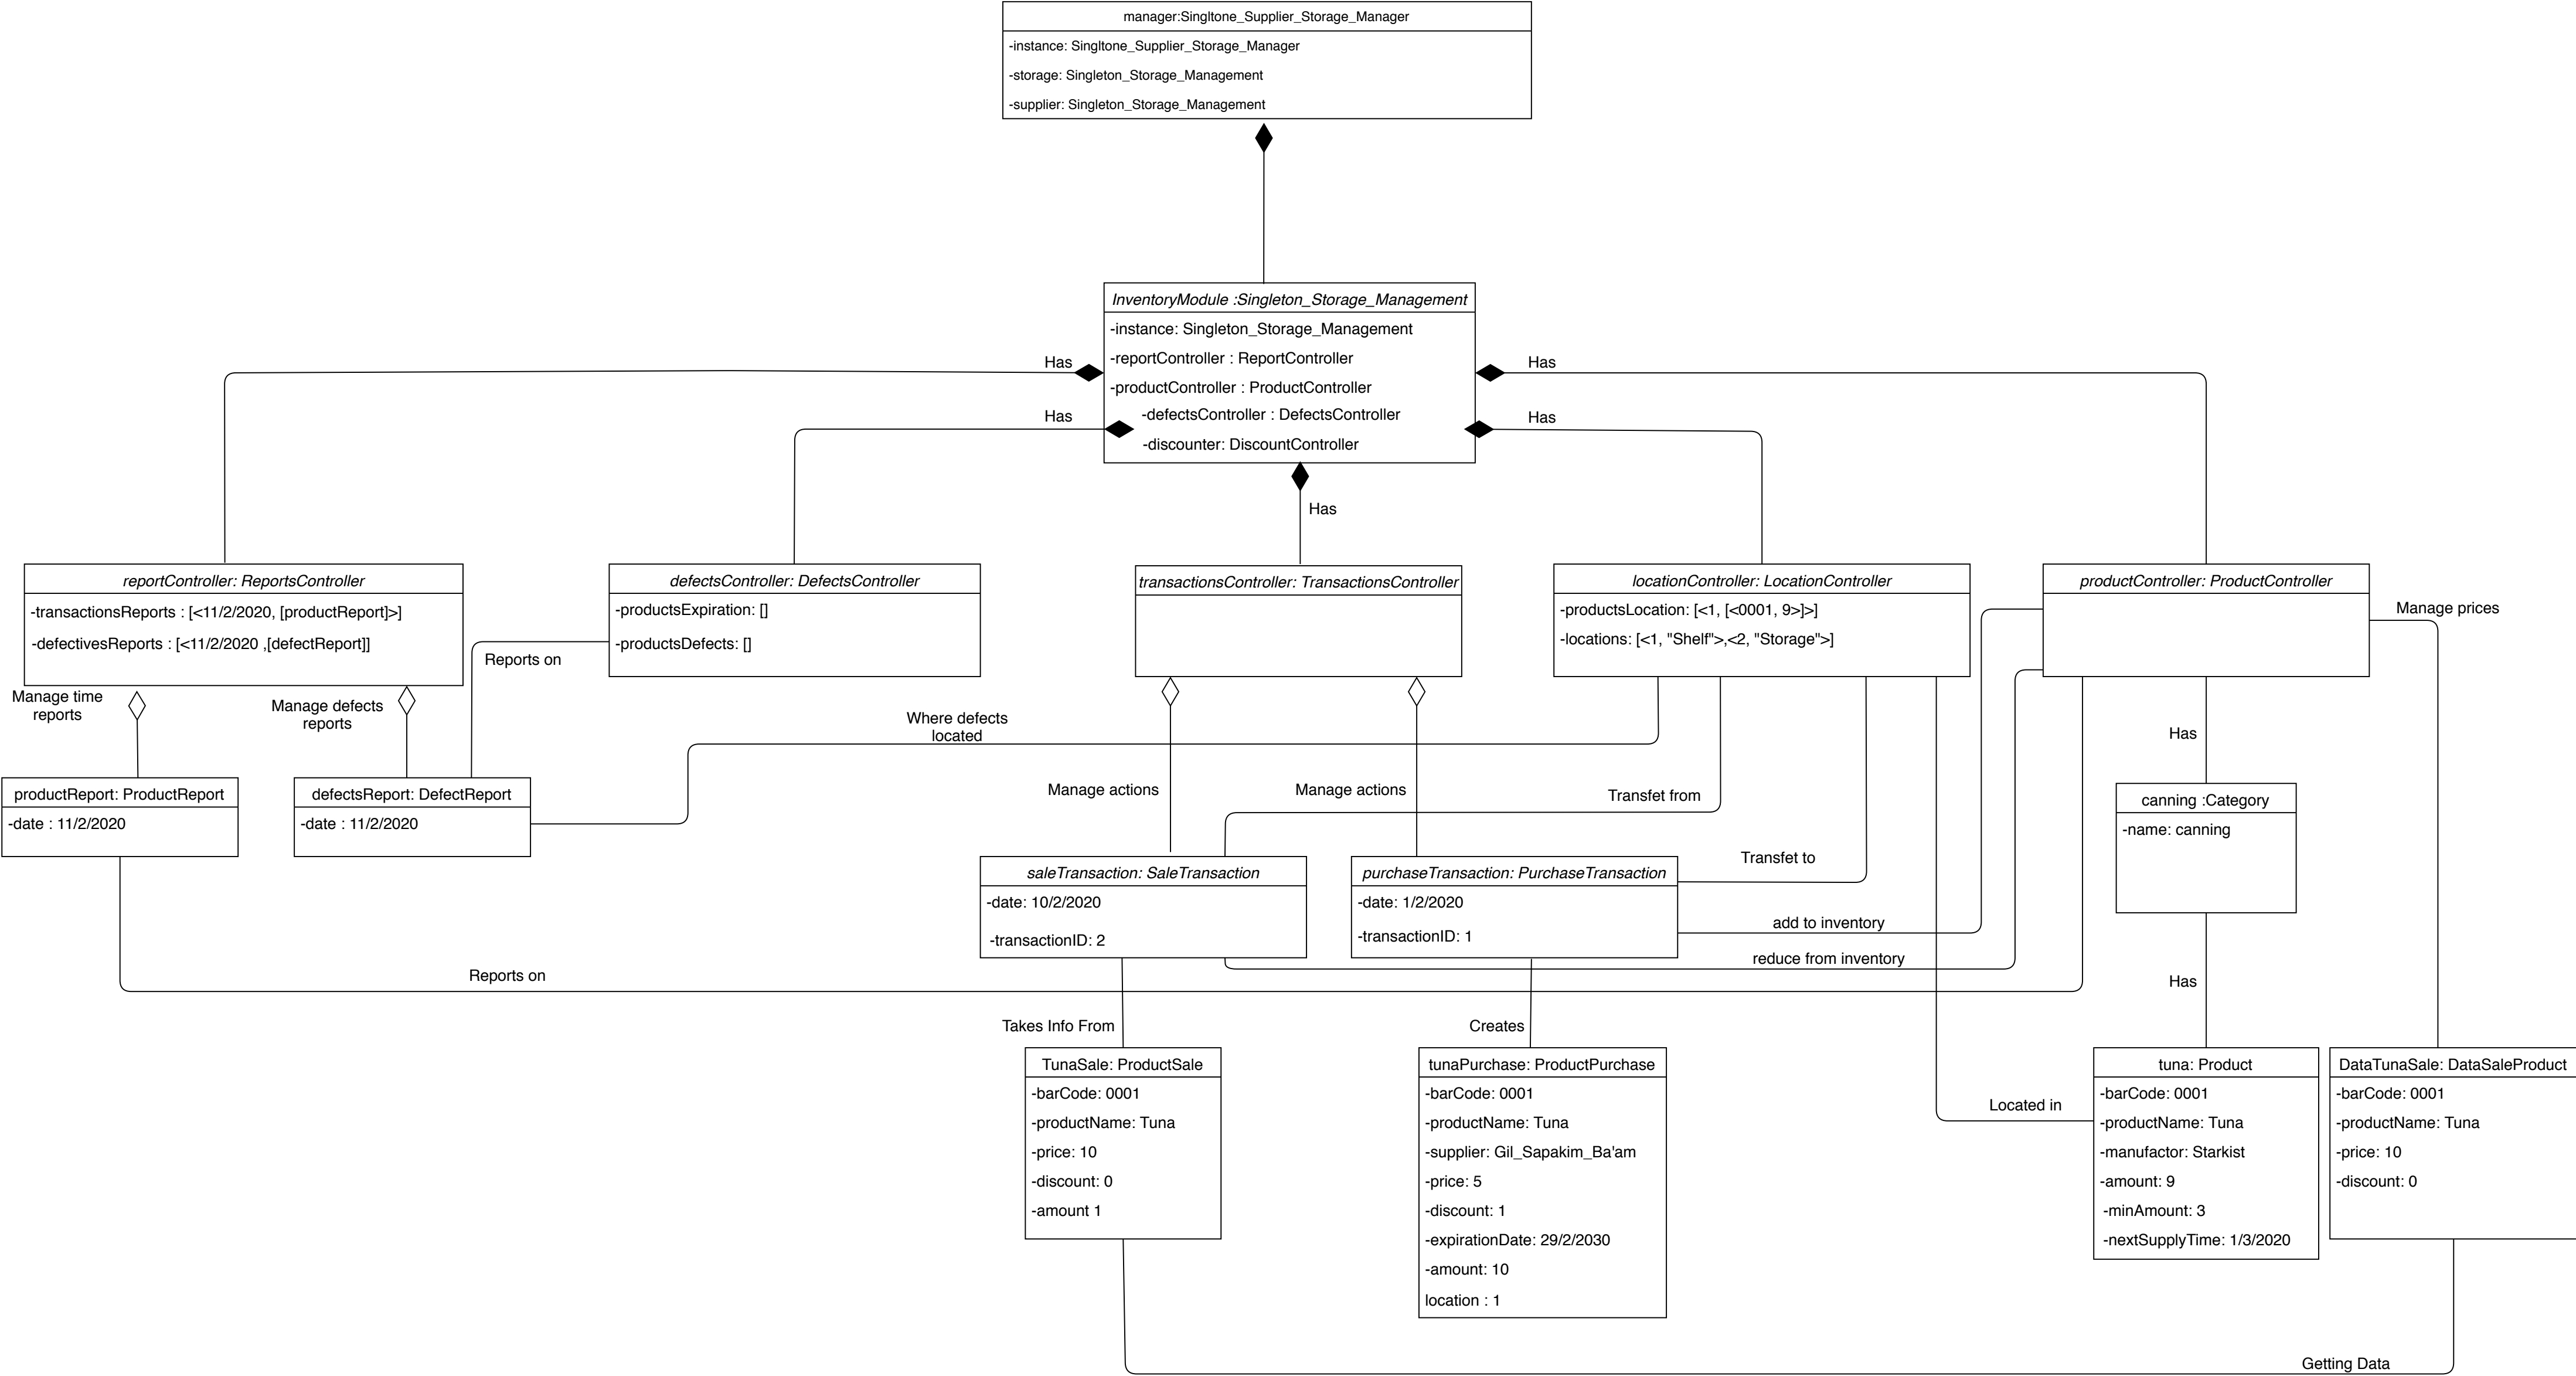 manager:Singltone_Supplier_Storage_Manager
-instance: Singltone_Supplier_Storage_Manager
-storage: Singleton_Storage_Management
-supplier: Singleton_Storage_Management
InventoryModule :Singleton_Storage_Management
-instance: Singleton_Storage_Management
-reportController : ReportController
-productController : ProductController
-defectsController : DefectsController
-discounter: DiscountController
Has
Has
Has
Has
Has
reportController: ReportsController
-transactionsReports : [<11/2/2020, [productReport]>]
-defectivesReports : [<11/2/2020 ,[defectReport]]
defectsController: DefectsController
-productsExpiration: []
-productsDefects: []
transactionsController: TransactionsController
locationController: LocationController
-productsLocation: [<1, [<0001, 9>]>]
-locations: [<1, "Shelf">,<2, "Storage">]
productController: ProductController
Manage prices
Reports on
Manage time
reports
Manage defects
reports
Where defects
located
Has
productReport: ProductReport
-date : 11/2/2020
defectsReport: DefectReport
-date : 11/2/2020
Manage actions
Manage actions
Transfet from
canning :Category
-name: canning
Transfet to
saleTransaction: SaleTransaction
-date: 10/2/2020
-transactionID: 2
purchaseTransaction: PurchaseTransaction
-date: 1/2/2020
-transactionID: 1
add to inventory
reduce from inventory
Reports on
Has
Takes Info From
Creates
TunaSale: ProductSale
-barCode: 0001
-productName: Tuna
-price: 10
-discount: 0
-amount 1
tunaPurchase: ProductPurchase
-barCode: 0001
-productName: Tuna
-supplier: Gil_Sapakim_Ba'am
-price: 5
-discount: 1
-expirationDate: 29/2/2030
-amount: 10
location : 1
Located in
tuna: Product
-barCode: 0001
-productName: Tuna
-manufactor: Starkist
-amount: 9
-minAmount: 3
-nextSupplyTime: 1/3/2020
DataTunaSale: DataSaleProduct
-barCode: 0001
-productName: Tuna
-price: 10
-discount: 0
Getting Data